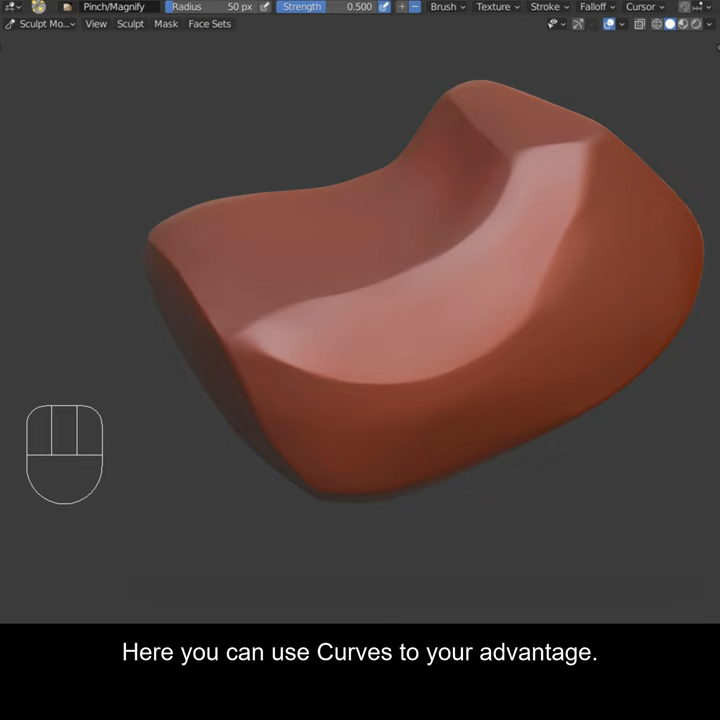 Pinch/Magnify Radius 50 px Strength 0.500 + − Brush Texture Stroke Falloff Cursor
Sculpt Mo... View Sculpt Mask Face Sets
Here you can use Curves to your advantage.